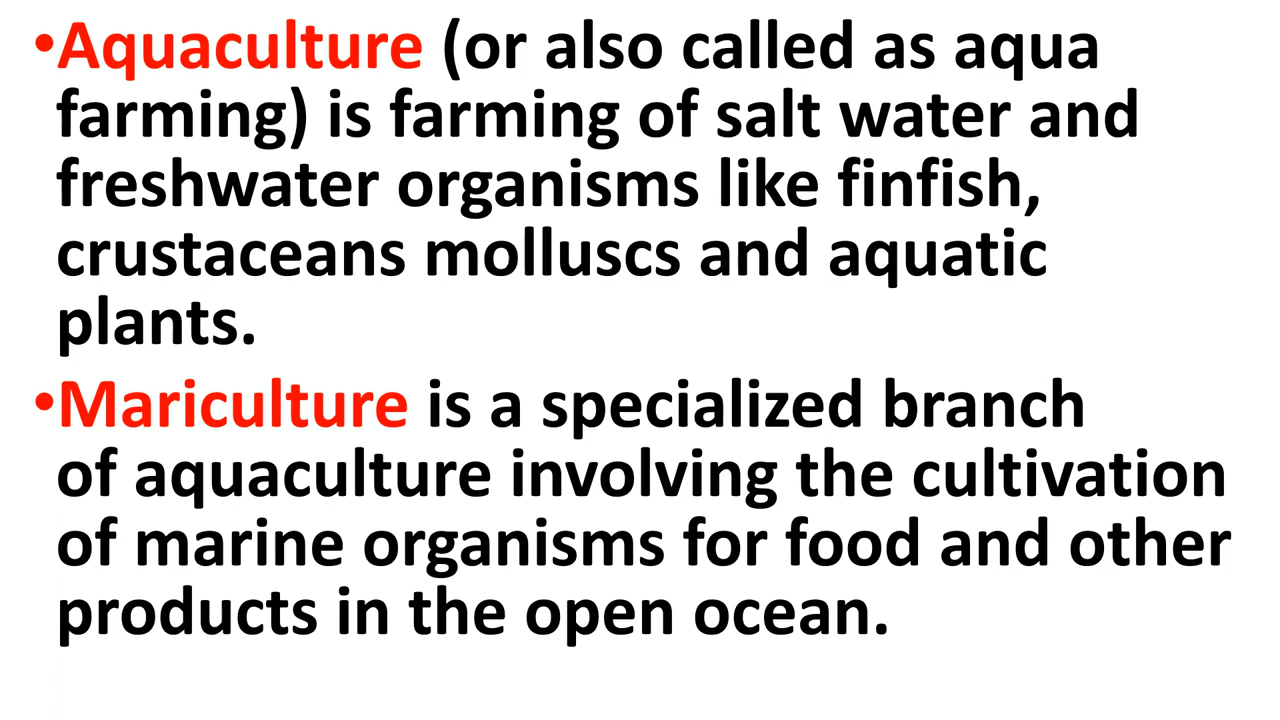 •Aquaculture (or also called as aqua
farming) is farming of salt water and
freshwater organisms like finfish,
crustaceans molluscs and aquatic
plants.
•Mariculture is a specialized branch
of aquaculture involving the cultivation
of marine organisms for food and other
products in the open ocean.